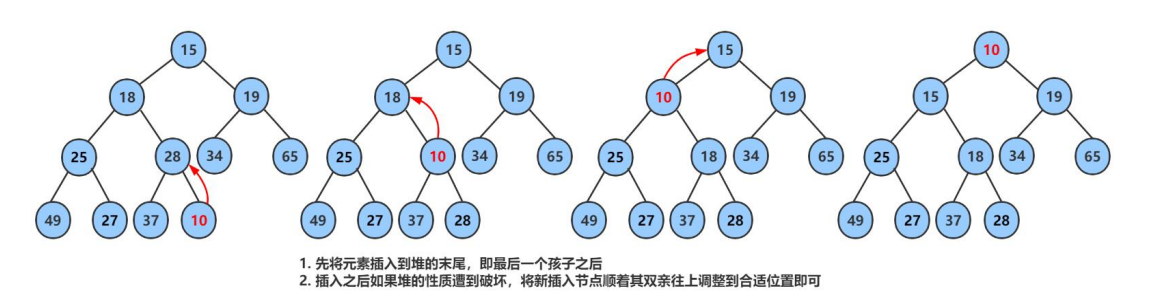 15 15 15 10
18 19 18 19 10 19 15 19
25 28 34 65 25 10 34 65 25 18 34 65 25 18 34 65
49 27 37 10 49 27 37 28 49 27 37 28 49 27 37 28
1. 先将元素插入到堆的末尾，即最后一个孩子之后
2. 插入之后如果堆的性质遭到破坏，将新插入节点顺着其双亲往上调整到合适位置即可